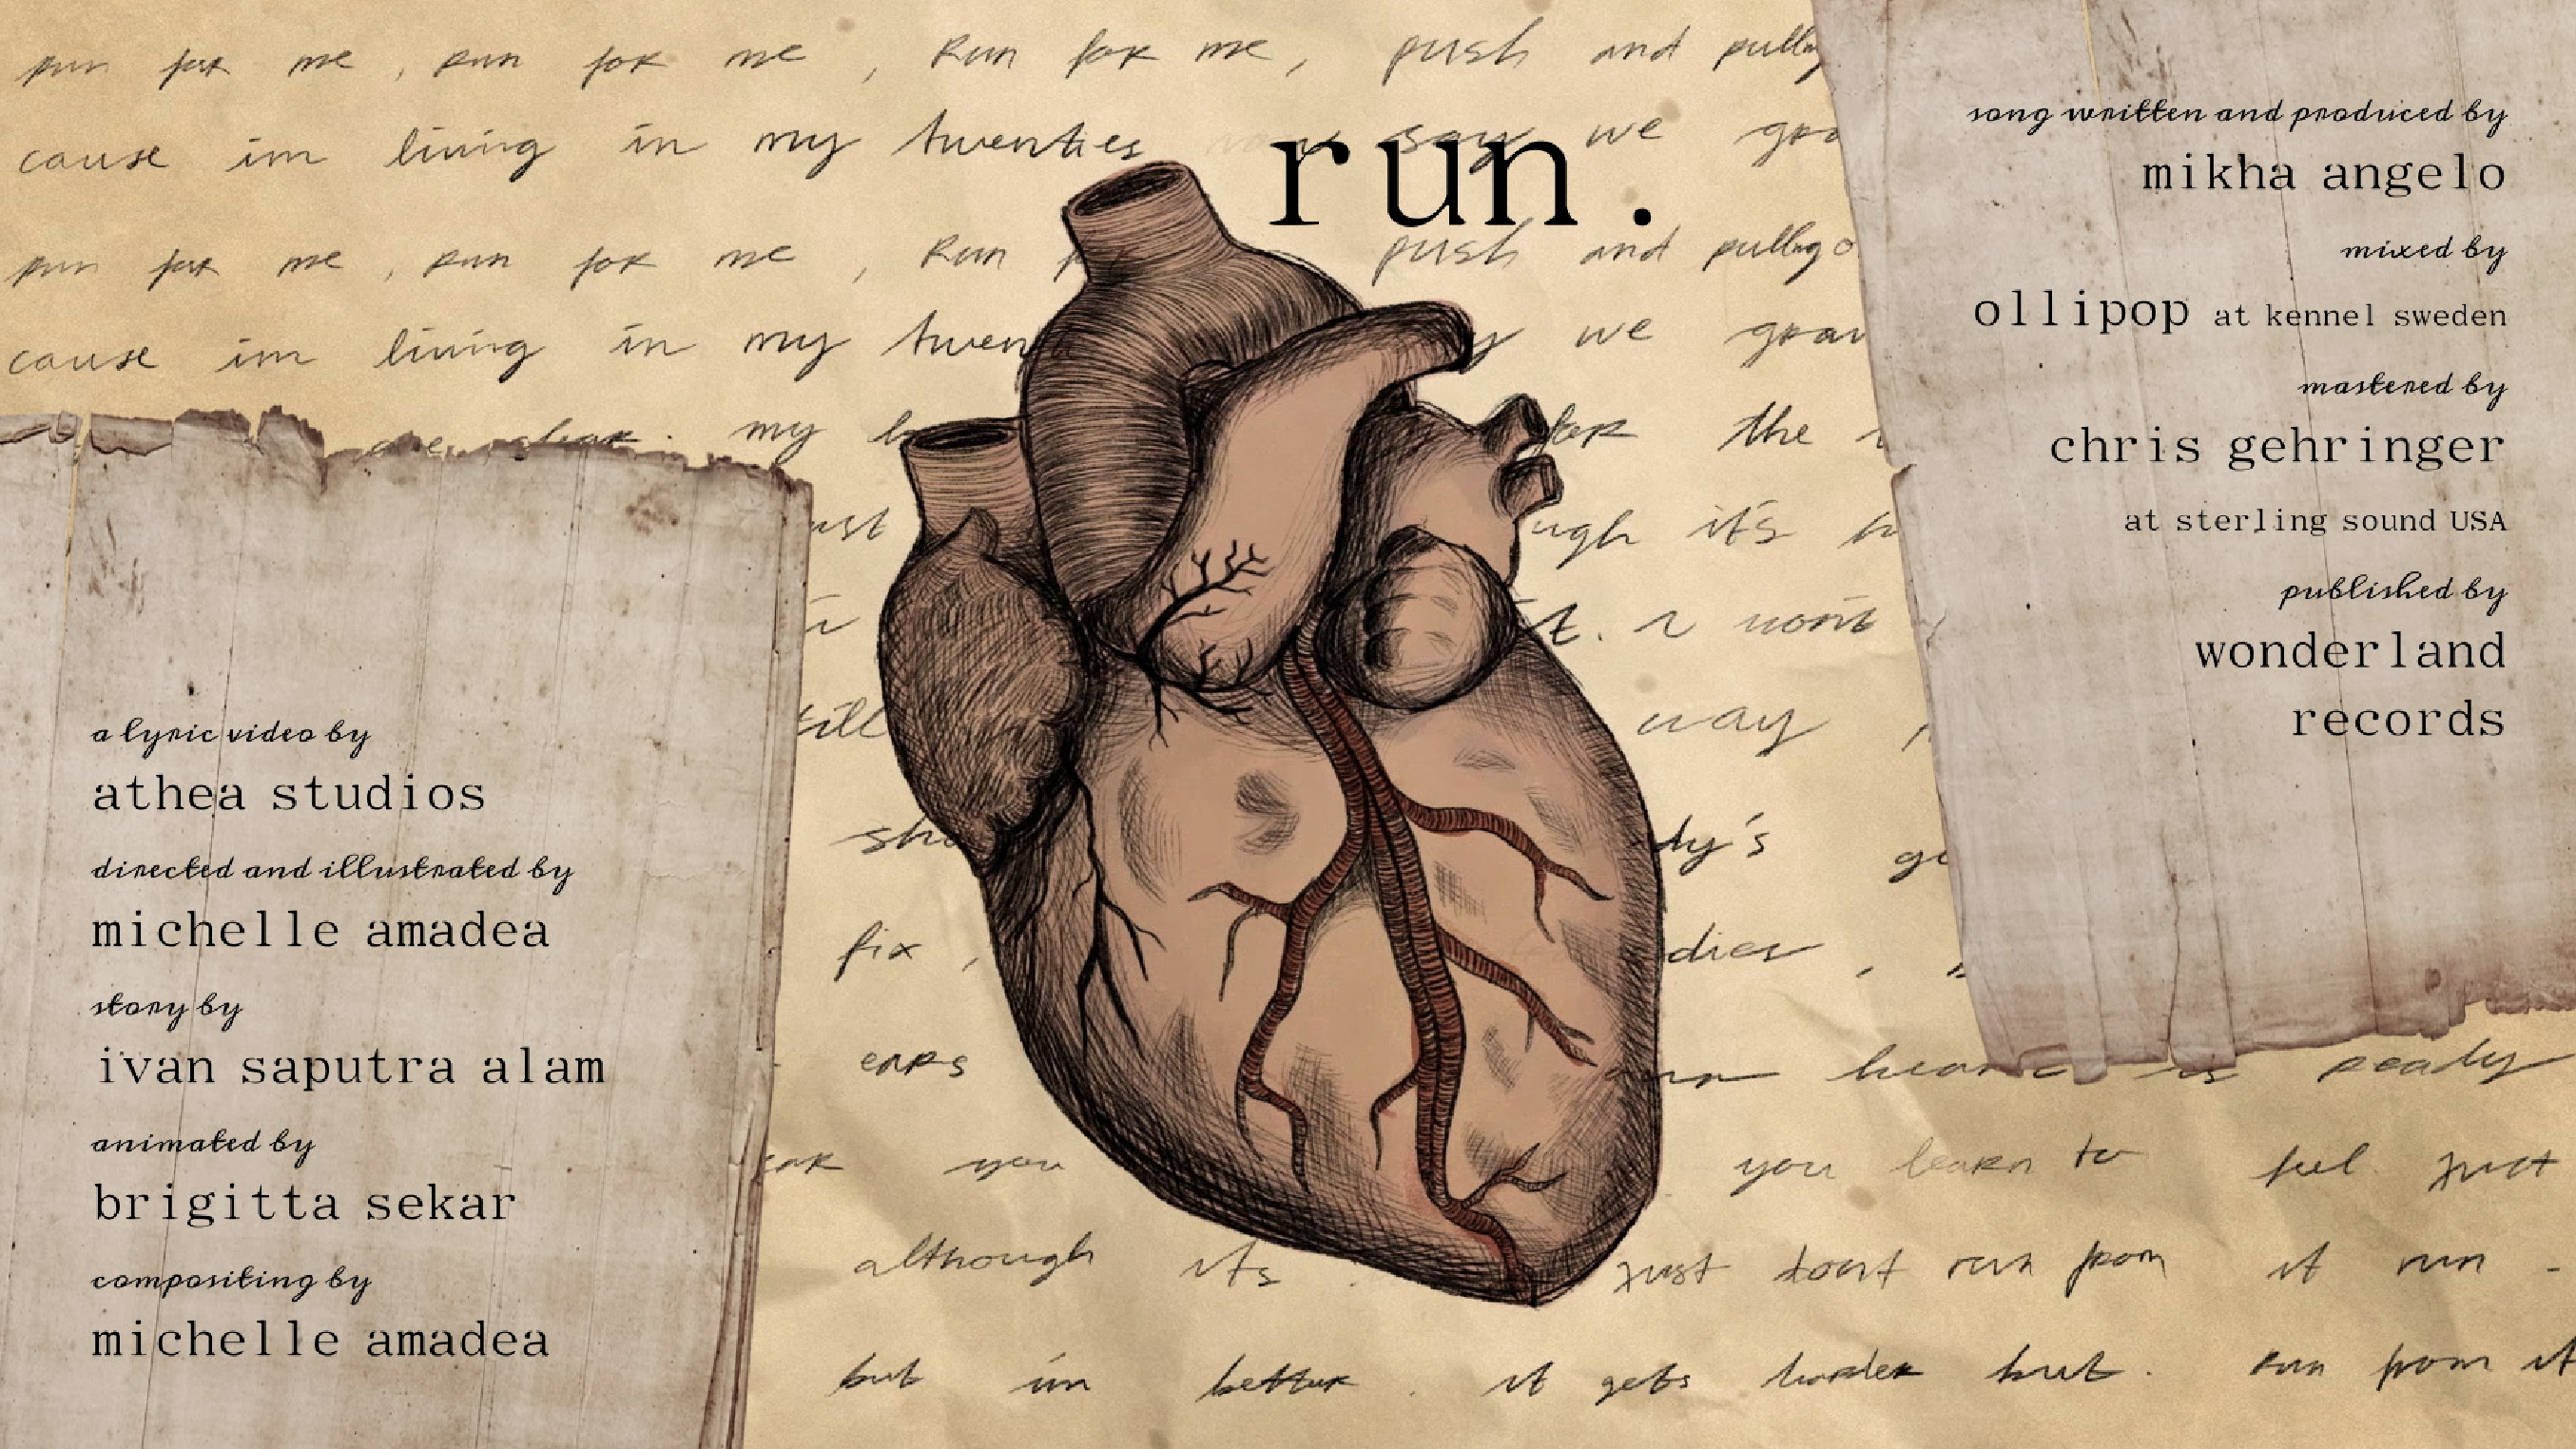 run for me , run for me , Run for me , push and pulling
cause im living in my twenties say we
run.
run for me , run for me , Run push and pulling
cause im living in my we
my for the
it's
i wont
way
fix ,
ears is ready
you you learn to feel just
although its just dont run from it run -
but im better . it gets harder but . run from it
a lyric video by
athea studios
directed and illustrated by
michelle amadea
story by
ivan saputra alam
animated by
brigitta sekar
compositing by
michelle amadea
song written and produced by
mikha angelo
mixed by
ollipop at kennel sweden
mastered by
chris gehringer
at sterling sound USA
published by
wonderland
records